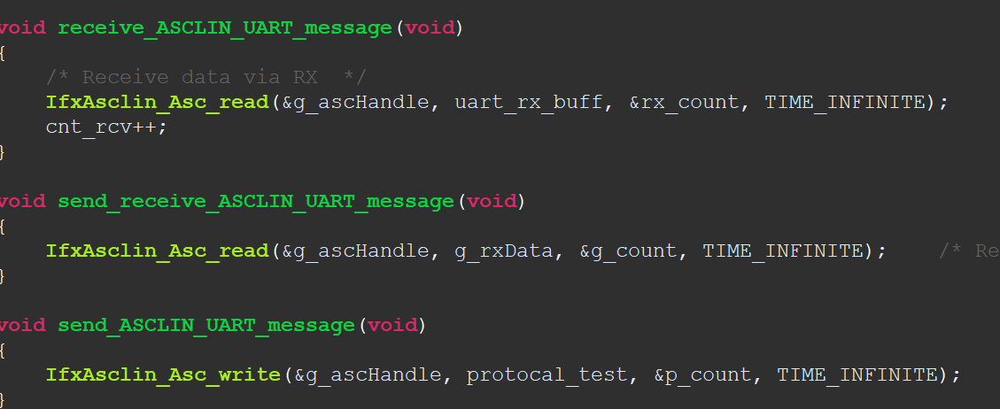 void receive_ASCLIN_UART_message(void)
{
/* Receive data via RX  */
IfxAsclin_Asc_read(&g_ascHandle, uart_rx_buff, &rx_count, TIME_INFINITE);
cnt_rcv++;
}
void send_receive_ASCLIN_UART_message(void)
{
IfxAsclin_Asc_read(&g_ascHandle, g_rxData, &g_count, TIME_INFINITE);    /* Re
}
void send_ASCLIN_UART_message(void)
{
IfxAsclin_Asc_write(&g_ascHandle, protocal_test, &p_count, TIME_INFINITE);
}